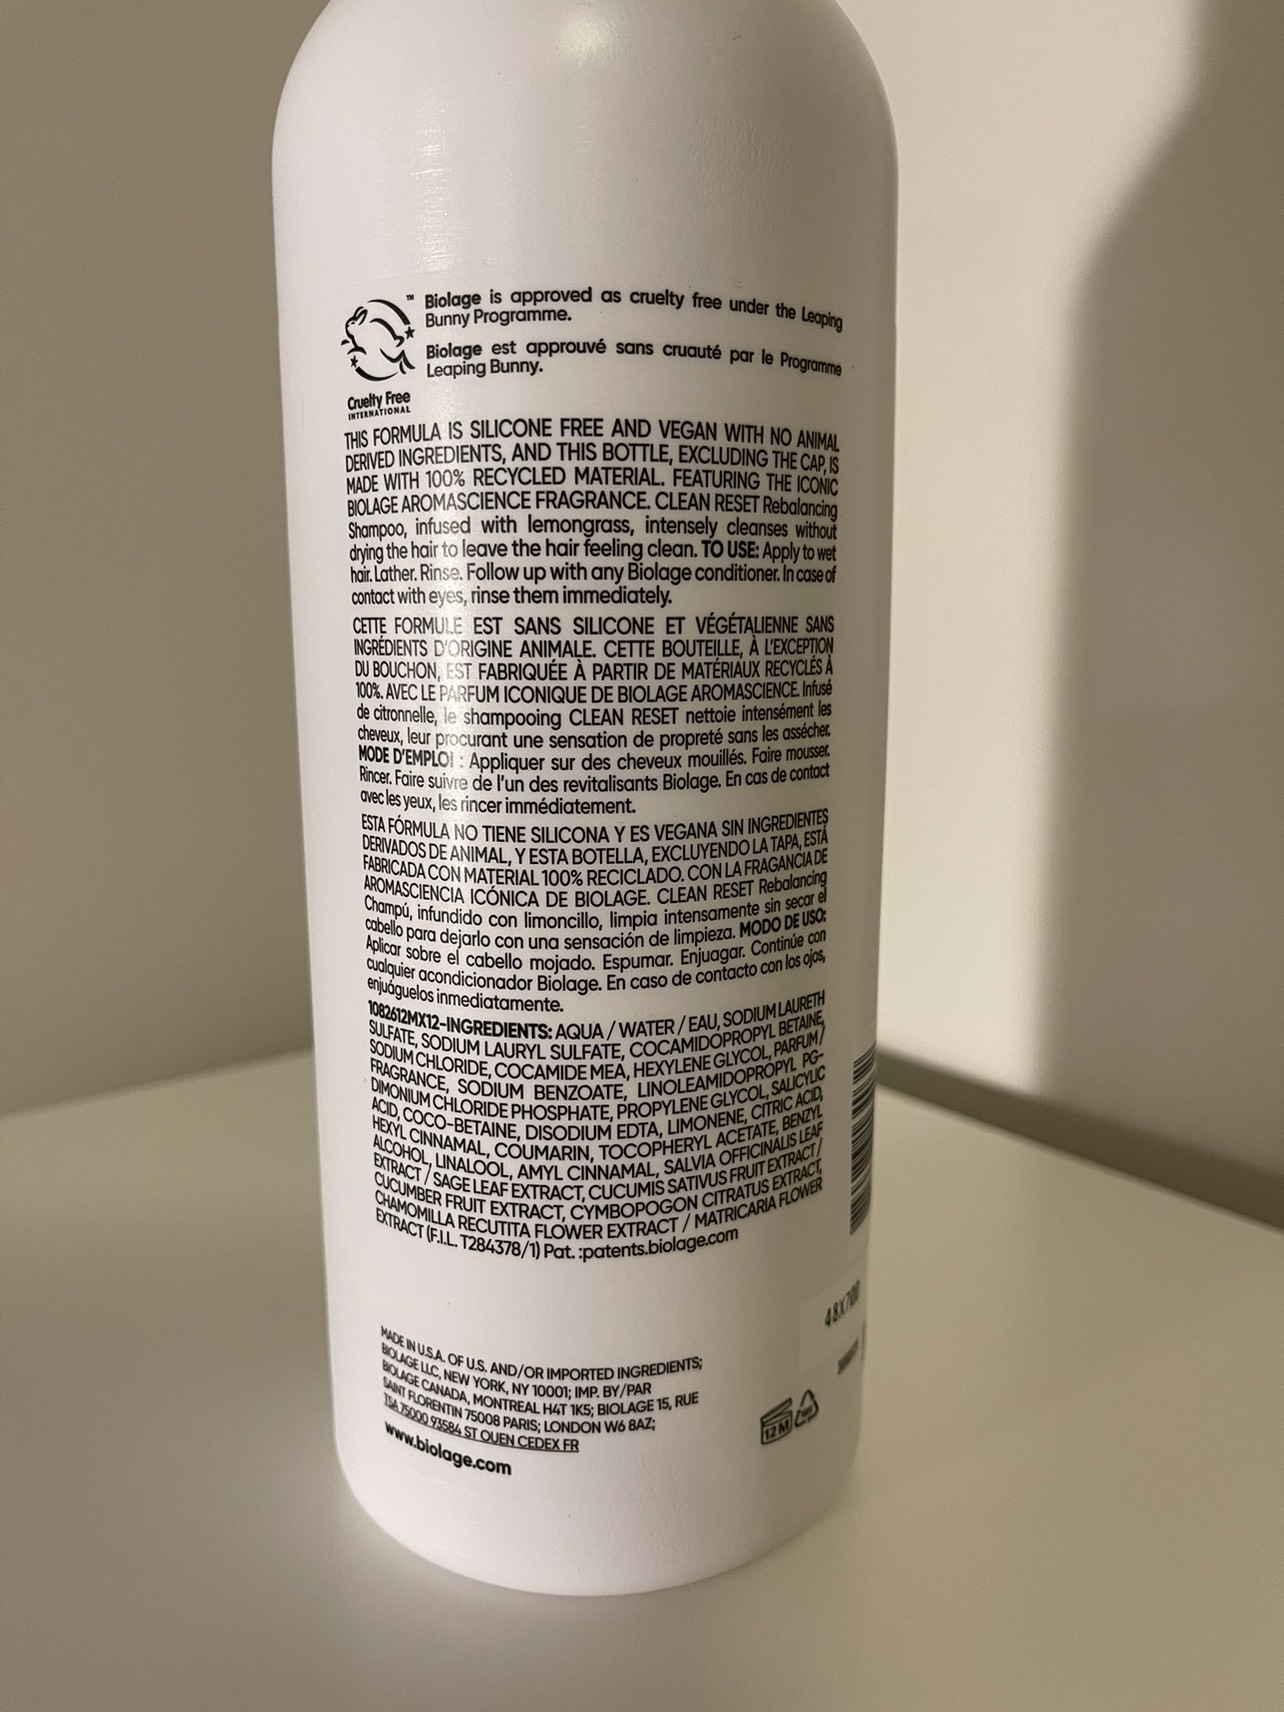 ™
Biolage is approved as cruelty free under the Leaping
Bunny Programme.
Biolage est approuvé sans cruauté par le Programme
Leaping Bunny.
Cruelty Free
INTERNATIONAL
THIS FORMULA IS SILICONE FREE AND VEGAN WITH NO ANIMAL
DERIVED INGREDIENTS, AND THIS BOTTLE, EXCLUDING THE CAP, IS
MADE WITH 100% RECYCLED MATERIAL. FEATURING THE ICONIC
BIOLAGE AROMASCIENCE FRAGRANCE. CLEAN RESET Rebalancing
Shampoo, infused with lemongrass, intensely cleanses without
drying the hair to leave the hair feeling clean. TO USE: Apply to wet
hair. Lather. Rinse. Follow up with any Biolage conditioner. In case of
contact with eyes, rinse them immediately.
CETTE FORMULE EST SANS SILICONE ET VÉGÉTALIENNE SANS
INGRÉDIENTS D'ORIGINE ANIMALE. CETTE BOUTEILLE, À L'EXCEPTION
DU BOUCHON, EST FABRIQUÉE À PARTIR DE MATÉRIAUX RECYCLÉS À
100%. AVEC LE PARFUM ICONIQUE DE BIOLAGE AROMASCIENCE. Infusé
de citronnelle, le shampooing CLEAN RESET nettoie intensément les
cheveux, leur procurant une sensation de propreté sans les assécher.
MODE D'EMPLOI : Appliquer sur des cheveux mouillés. Faire mousser.
Rincer. Faire suivre de l'un des revitalisants Biolage. En cas de contact
avec les yeux, les rincer immédiatement.
ESTA FÓRMULA NO TIENE SILICONA Y ES VEGANA SIN INGREDIENTES
DERIVADOS DE ANIMAL, Y ESTA BOTELLA, EXCLUYENDO LA TAPA, ESTÁ
FABRICADA CON MATERIAL 100% RECICLADO. CON LA FRAGANCIA DE
AROMASCIENCIA ICÓNICA DE BIOLAGE. CLEAN RESET Rebalancing
Champú, infundido con limoncillo, limpia intensamente sin secar el
cabello para dejarlo con una sensación de limpieza. MODO DE USO:
Aplicar sobre el cabello mojado. Espumar. Enjuagar. Continúe con
cualquier acondicionador Biolage. En caso de contacto con los ojos,
enjuáguelos inmediatamente.
1082612MX12-INGREDIENTS: AQUA / WATER / EAU, SODIUM LAURETH
SULFATE, SODIUM LAURYL SULFATE, COCAMIDOPROPYL BETAINE,
SODIUM CHLORIDE, COCAMIDE MEA, HEXYLENE GLYCOL, PARFUM /
FRAGRANCE, SODIUM BENZOATE, LINOLEAMIDOPROPYL PG-
DIMONIUM CHLORIDE PHOSPHATE, PROPYLENE GLYCOL, SALICYLIC
ACID, COCO-BETAINE, DISODIUM EDTA, LIMONENE, CITRIC ACID,
HEXYL CINNAMAL, COUMARIN, TOCOPHERYL ACETATE, BENZYL
ALCOHOL, LINALOOL, AMYL CINNAMAL, SALVIA OFFICINALIS LEAF
EXTRACT / SAGE LEAF EXTRACT, CUCUMIS SATIVUS FRUIT EXTRACT /
CUCUMBER FRUIT EXTRACT, CYMBOPOGON CITRATUS EXTRACT,
CHAMOMILLA RECUTITA FLOWER EXTRACT / MATRICARIA FLOWER
EXTRACT (F.I.L. T284378/1) Pat. :patents.biolage.com
48X700
MADE IN U.S.A. OF U.S. AND/OR IMPORTED INGREDIENTS;
BIOLAGE LLC, NEW YORK, NY 10001; IMP. BY/PAR
BIOLAGE CANADA, MONTREAL H4T 1K5; BIOLAGE 15, RUE
SAINT FLORENTIN 75008 PARIS; LONDON W6 8AZ;
TSA 75000 93584 ST OUEN CEDEX FR
www.biolage.com
12 M